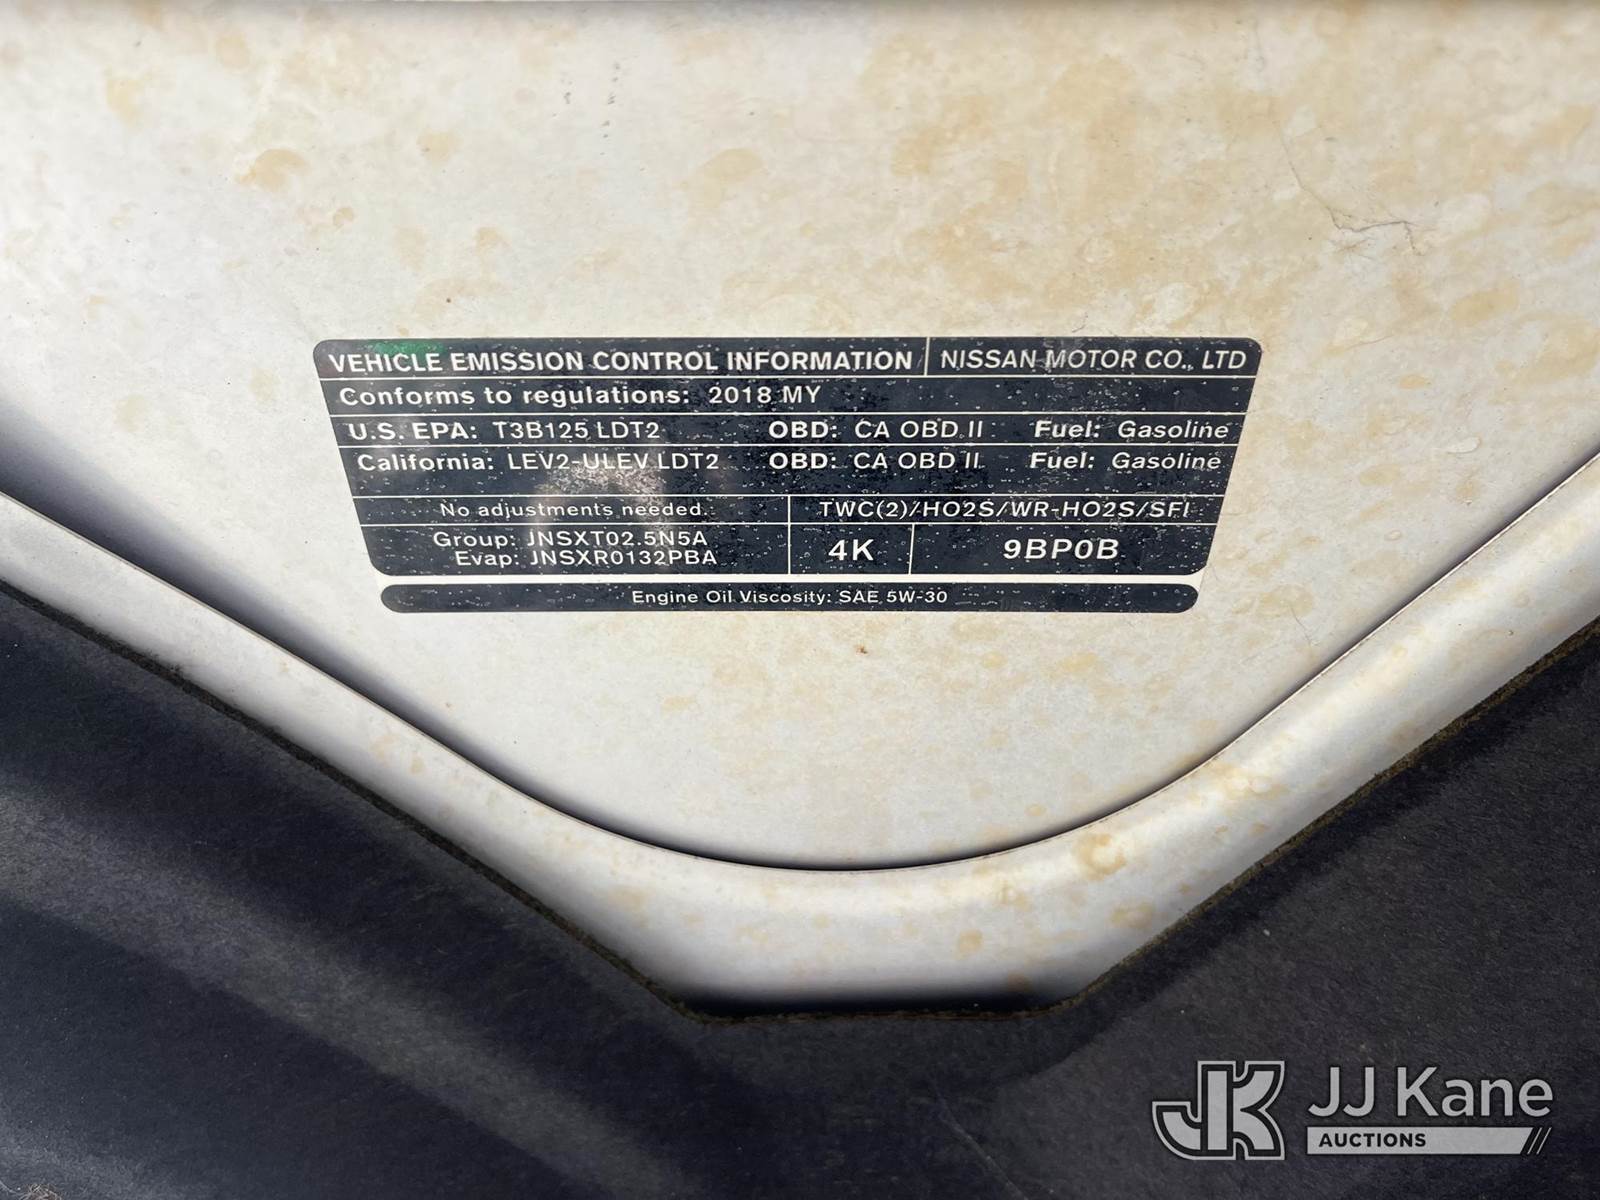 VEHICLE EMISSION CONTROL INFORMATION NISSAN MOTOR CO., LTD
Conforms to regulations: 2018 MY
U.S. EPA: T3B125 LDT2 OBD: CA OBD II Fuel: Gasoline
California: LEV2-ULEV LDT2 OBD: CA OBD II Fuel: Gasoline
No adjustments needed. TWC(2)/HO2S/WR-HO2S/SFI
Group: JNSXT02.5N5A
Evap: JNSXR0132PBA
4K 9BP0B
Engine Oil Viscosity: SAE 5W-30
JK JJ Kane
AUCTIONS